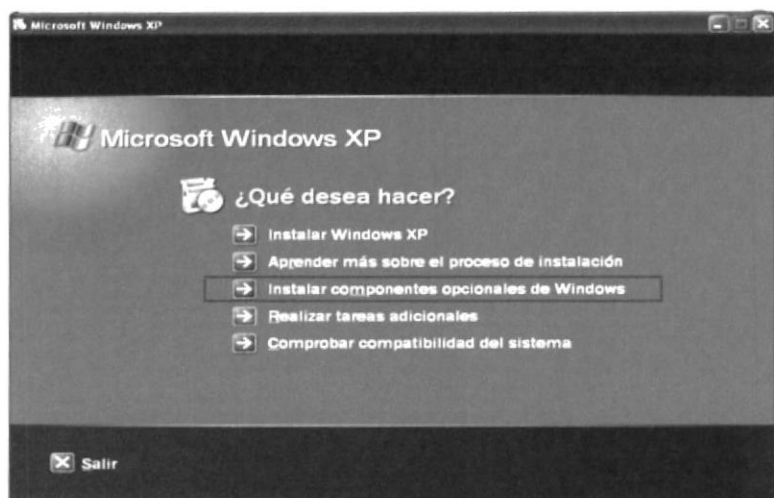 Microsoft Windows XP
Microsoft Windows XP
¿Qué desea hacer?
Instalar Windows XP
Aprender más sobre el proceso de instalación
Instalar componentes opcionales de Windows
Realizar tareas adicionales
Comprobar compatibilidad del sistema
Salir